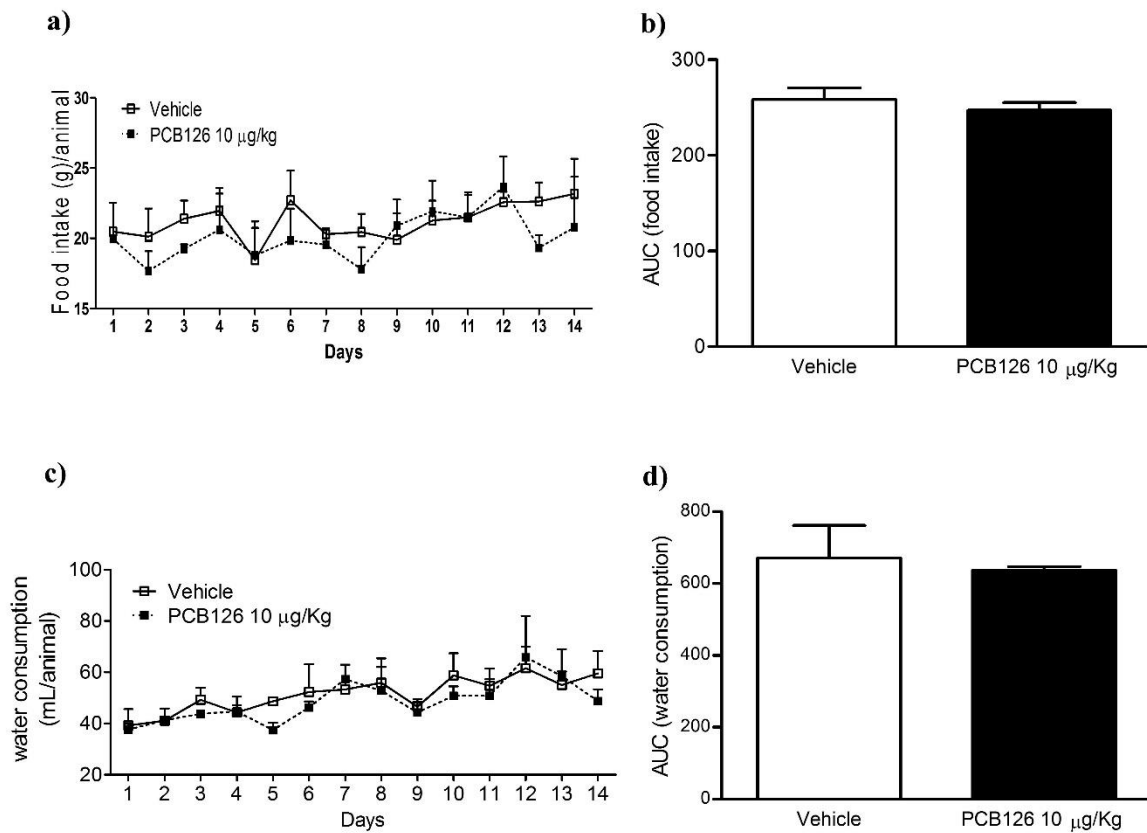 a)
Food intake (g)/animal
30
25
20
15
Vehicle
PCB126 10 μg/kg
1 2 3 4 5 6 7 8 9 10 11 12 13 14
Days
b)
AUC (food intake)
300
200
100
0
Vehicle PCB126 10 μg/Kg
c)
water consumption
(mL/animal)
100
80
60
40
20
Vehicle
PCB126 10 μg/Kg
1 2 3 4 5 6 7 8 9 10 11 12 13 14
Days
d)
AUC (water consumption)
800
600
400
200
0
Vehicle PCB126 10 μg/Kg